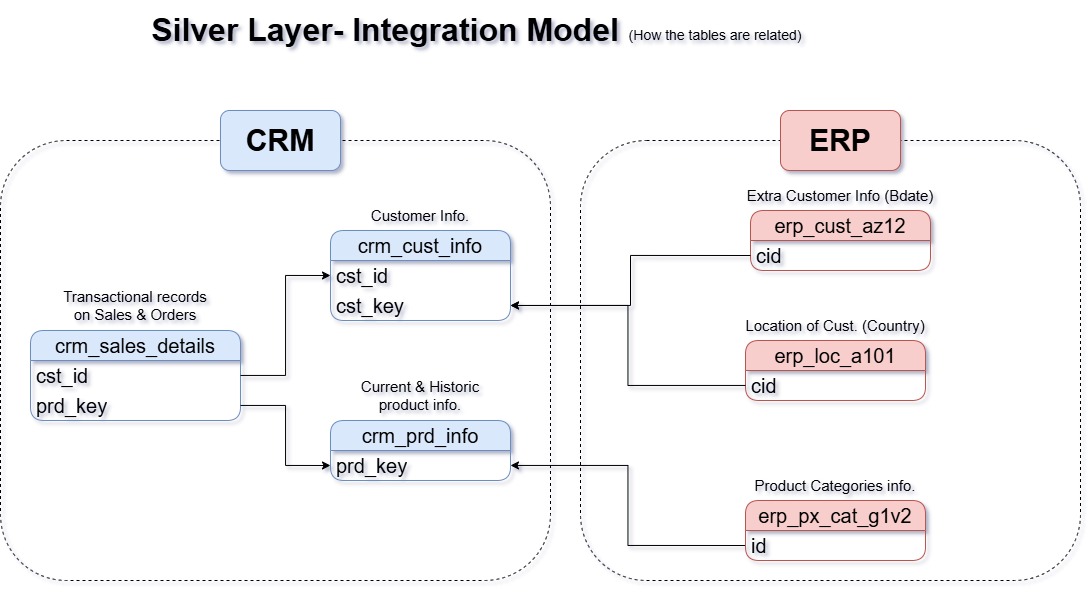 Silver Layer- Integration Model (How the tables are related)
CRM
ERP
Extra Customer Info (Bdate)
erp_cust_az12
cid
Customer Info.
crm_cust_info
cst_id
cst_key
Transactional records
on Sales & Orders
crm_sales_details
cst_id
prd_key
Location of Cust. (Country)
erp_loc_a101
cid
Current & Historic
product info.
crm_prd_info
prd_key
Product Categories info.
erp_px_cat_g1v2
id